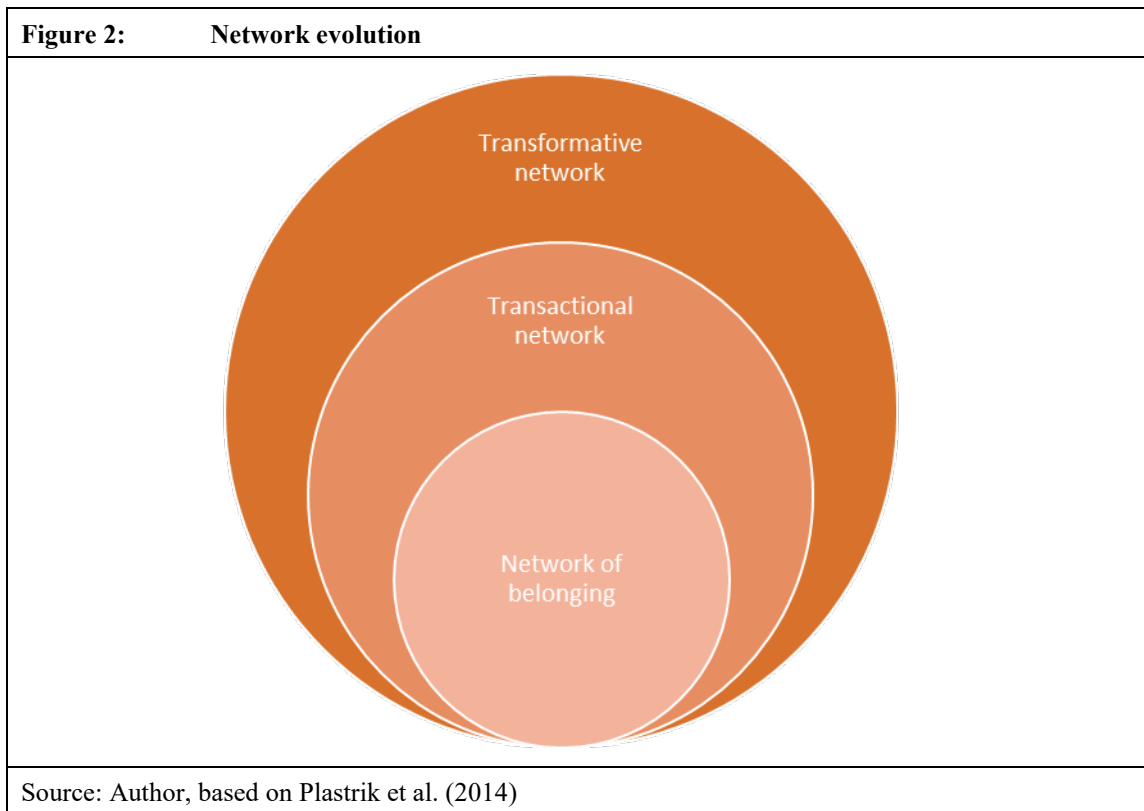 Figure 2: Network evolution
Transformative
network
Transactional
network
Network of
belonging
Source: Author, based on Plastrik et al. (2014)